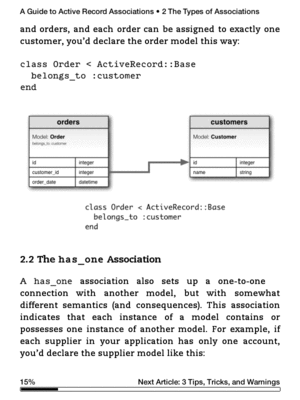 A Guide to Active Record Associations • 2 The Types of Associations
and orders, and each order can be assigned to exactly one
customer, you'd declare the order model this way:
class Order < ActiveRecord::Base
belongs_to :customer
end
orders
Model: Order
belongs_to :customer
id integer
customer_id integer
order_date datetime
customers
Model: Customer
id integer
name string
class Order < ActiveRecord::Base
belongs_to :customer
end
2.2 The has_one Association
A has_one association also sets up a one-to-one
connection with another model, but with somewhat
different semantics (and consequences). This association
indicates that each instance of a model contains or
possesses one instance of another model. For example, if
each supplier in your application has only one account,
you'd declare the supplier model like this:
15% Next Article: 3 Tips, Tricks, and Warnings